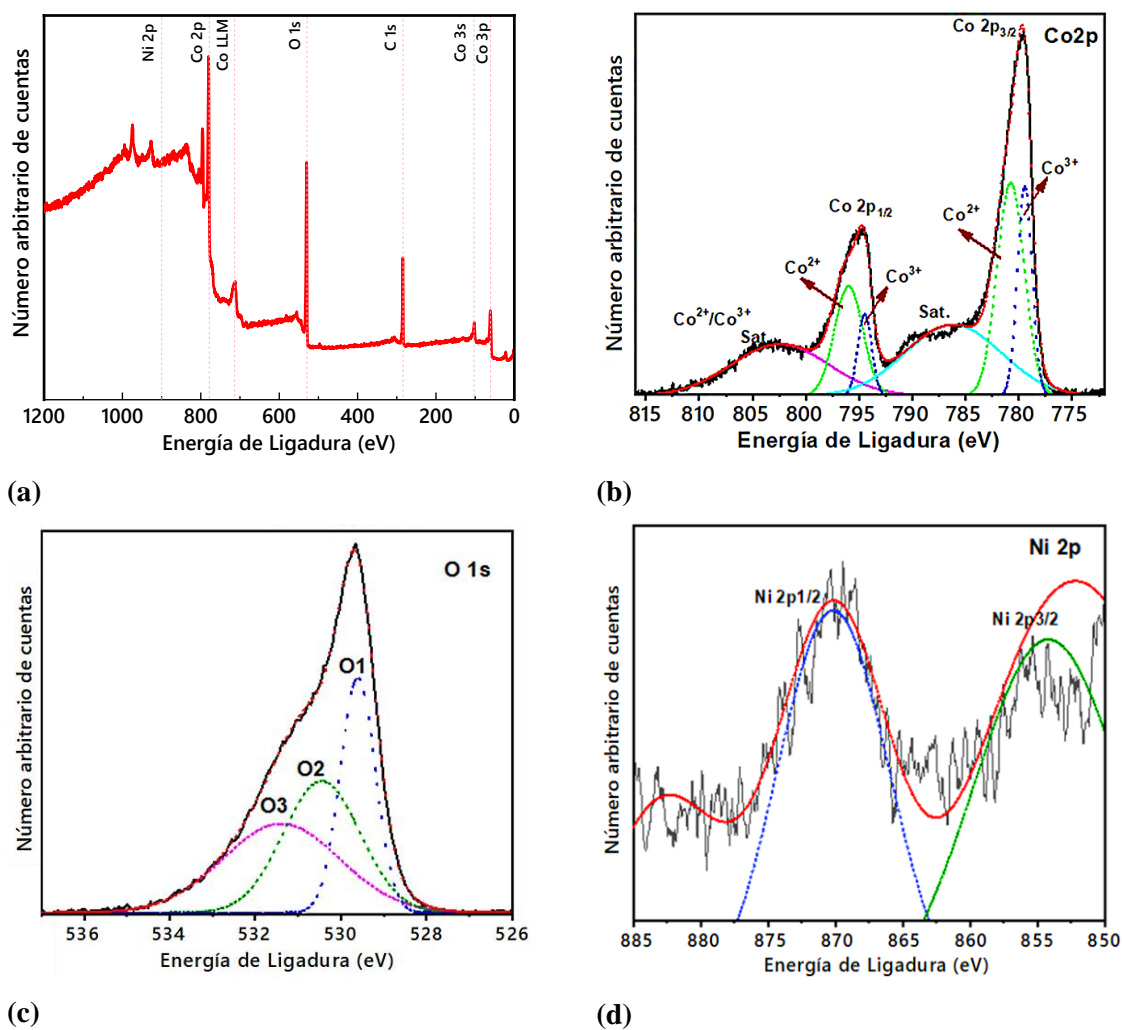 Número arbitrario de cuentas
Ni 2p
Co 2p
Co LLM
O 1s
C 1s
Co 3s
Co 3p
1200 1000 800 600 400 200 0
Energía de Ligadura (eV)
(a)
Número arbitrario de cuentas
Co 2p3/2
Co2p
Co3+
Co2+
Co 2p1/2
Co2+
Co3+
Co2+/Co3+
Sat.
Sat.
815 805 800 795 790 785 780 775
Energía de Ligadura (eV)
(b)
Número arbitrario de cuentas
O 1s
O1
O2
O3
536 534 532 530 528 526
Energía de Ligadura (eV)
(c)
Número arbitrario de cuentas
Ni 2p
Ni 2p1/2
Ni 2p3/2
885 880 875 870 865 860 855 850
Energía de Ligadura (eV)
(d)